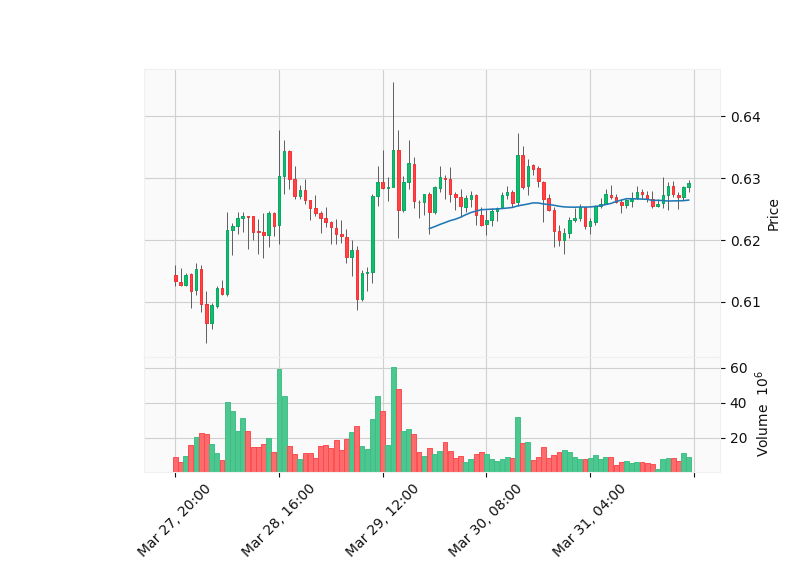 0.64
0.63
0.62
0.61
Price
60
40
20
Volume 10^6
Mar 27, 20:00
Mar 28, 16:00
Mar 29, 12:00
Mar 30, 08:00
Mar 31, 04:00